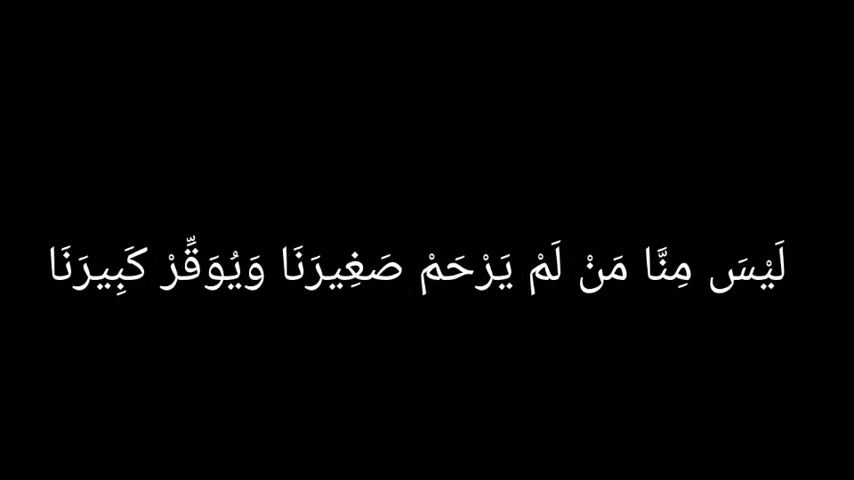 لَيْسَ مِنَّا مَنْ لَمْ يَرْحَمْ صَغِيرَنَا وَيُوَقِّرْ كَبِيرَنَا